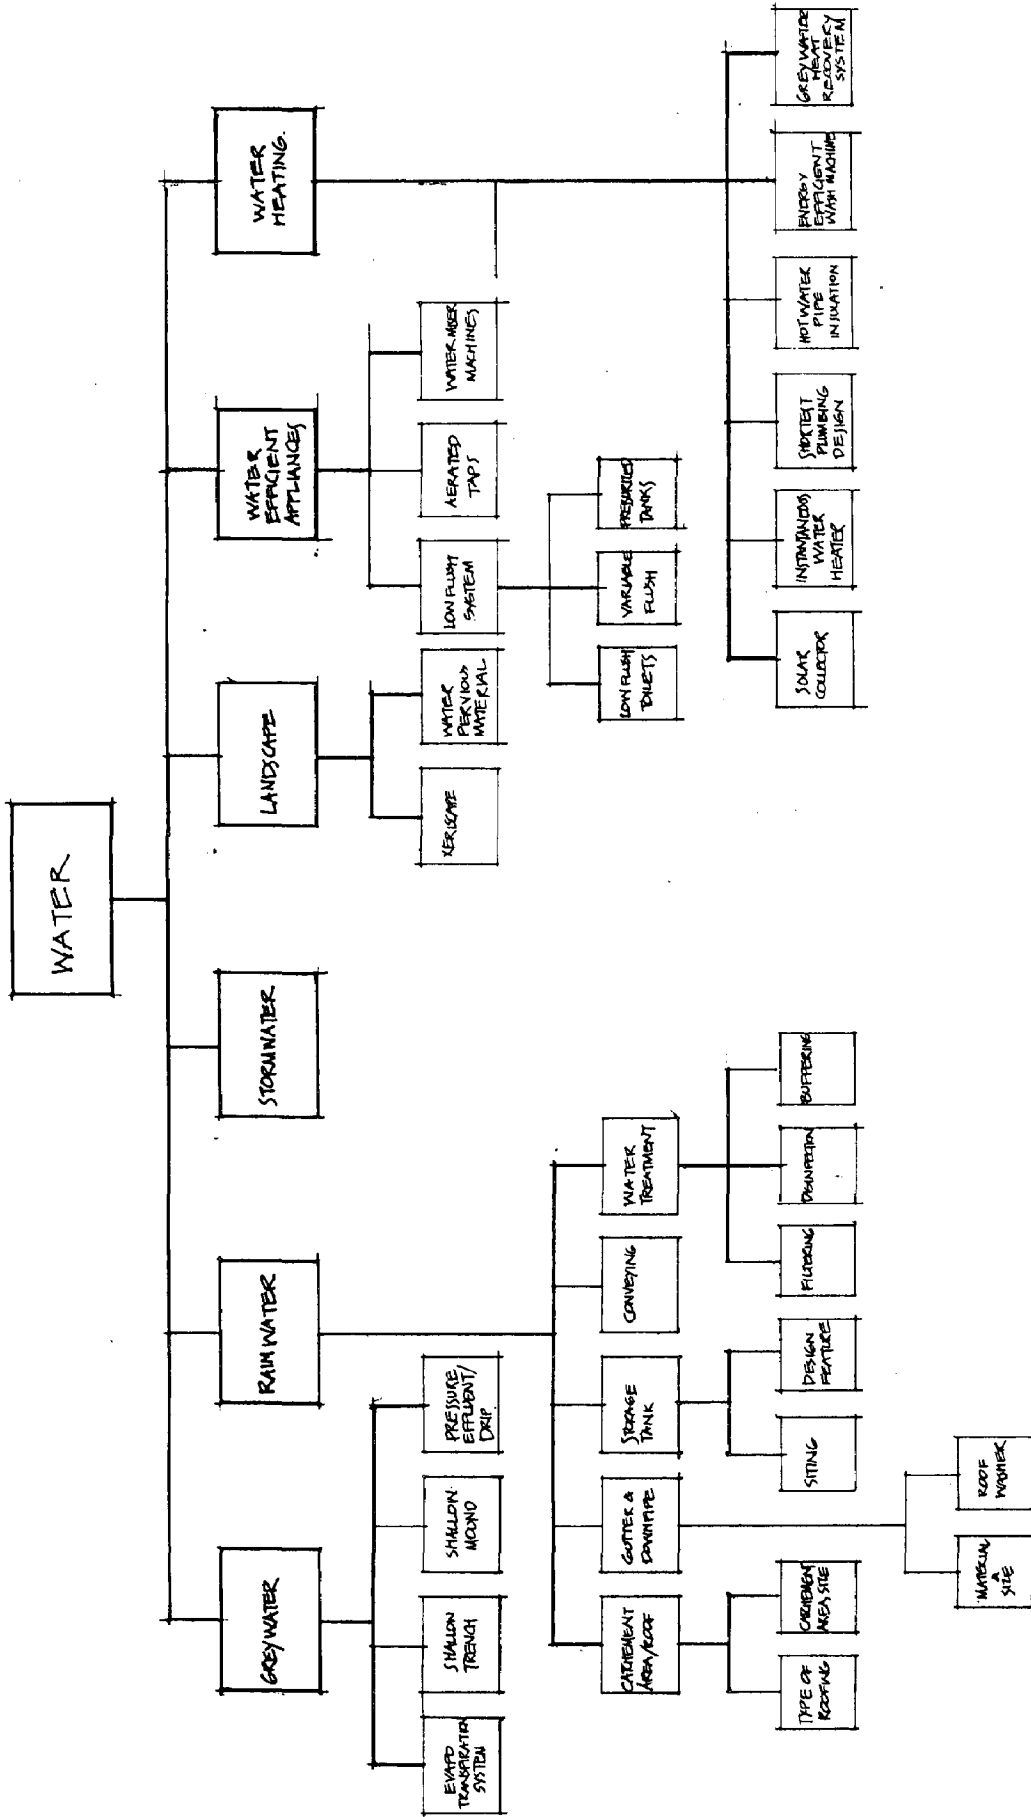 WATER
GREYWATER
RAINWATER
STORMWATER
LANDSCAPE
WATER
EFFICIENT
APPLIANCES
WATER
HEATING.
EVAPO
TRANSPIRATION
SYSTEM
SHALLOW
TRENCH
SHALLOW
MOUND
PRESSURE
EFFLUENT/
DRIP
XERISCAPE
WATER
PERVIOUS
MATERIAL
LOW FLUSH
SYSTEM
AERATED
TAPS
WATER MISER
MACHINES
CATCHEMENT
AREA/ROOF
GUTTER &
DOWNPIPE
STORAGE
TANK
CONVEYING
WATER
TREATMENT
LOW FLUSH
TOILETS
VARIABLE
FLUSH
PRESSURIZED
TANKS
TYPE OF
ROOFING
CATCHEMENT
AREA SIZE
SITING
DESIGN
FEATURE
FILTERING
DISINFECTION
BUFFERING
SOLAR
COLLECTOR
INSTANTANEOUS
WATER
HEATER
SHORTEST
PLUMBING
DESIGN
HOT WATER
PIPE
INSULATION
ENERGY
EFFICIENT
WASH MACHINE
GREYWATER
HEAT
RECOVERY
SYSTEM
MATERIAL
&
SIZE
ROOF
WASHER